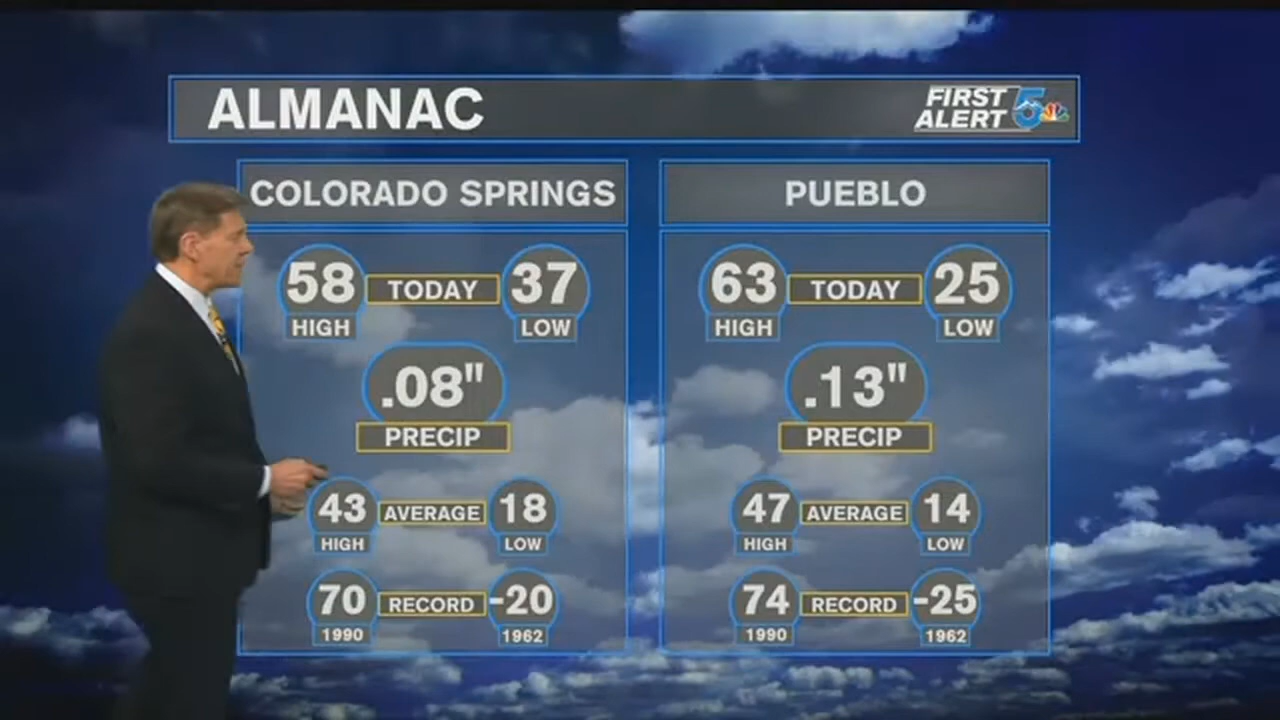 ALMANAC
FIRST
ALERT 5
COLORADO SPRINGS
58 TODAY 37
HIGH LOW
.08"
PRECIP
43 AVERAGE 18
HIGH LOW
70 RECORD -20
1990 1962
PUEBLO
63 TODAY 25
HIGH LOW
.13"
PRECIP
47 AVERAGE 14
HIGH LOW
74 RECORD -25
1990 1962